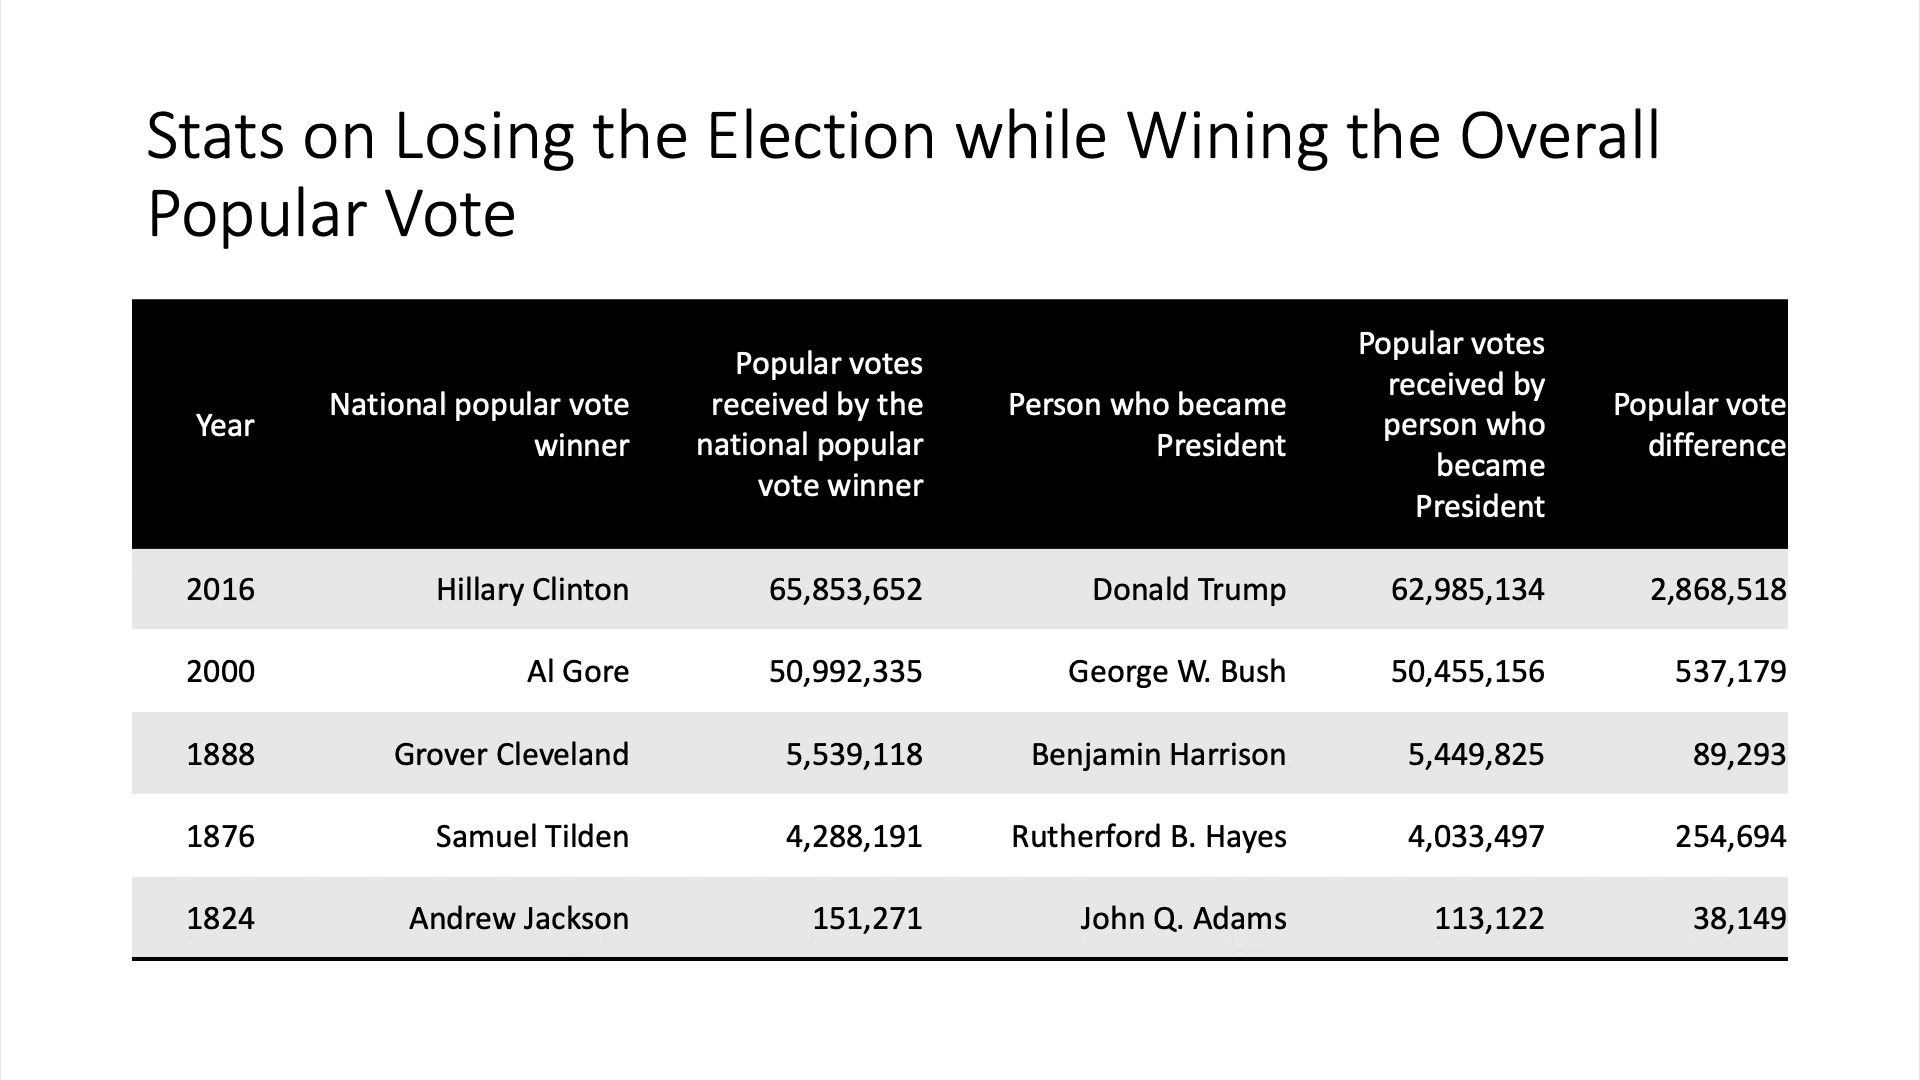 Stats on Losing the Election while Wining the Overall
Popular Vote
Year
National popular vote
winner
Popular votes
received by the
national popular
vote winner
Person who became
President
Popular votes
received by
person who
became
President
Popular vote
difference
2016 Hillary Clinton 65,853,652 Donald Trump 62,985,134 2,868,518
2000 Al Gore 50,992,335 George W. Bush 50,455,156 537,179
1888 Grover Cleveland 5,539,118 Benjamin Harrison 5,449,825 89,293
1876 Samuel Tilden 4,288,191 Rutherford B. Hayes 4,033,497 254,694
1824 Andrew Jackson 151,271 John Q. Adams 113,122 38,149